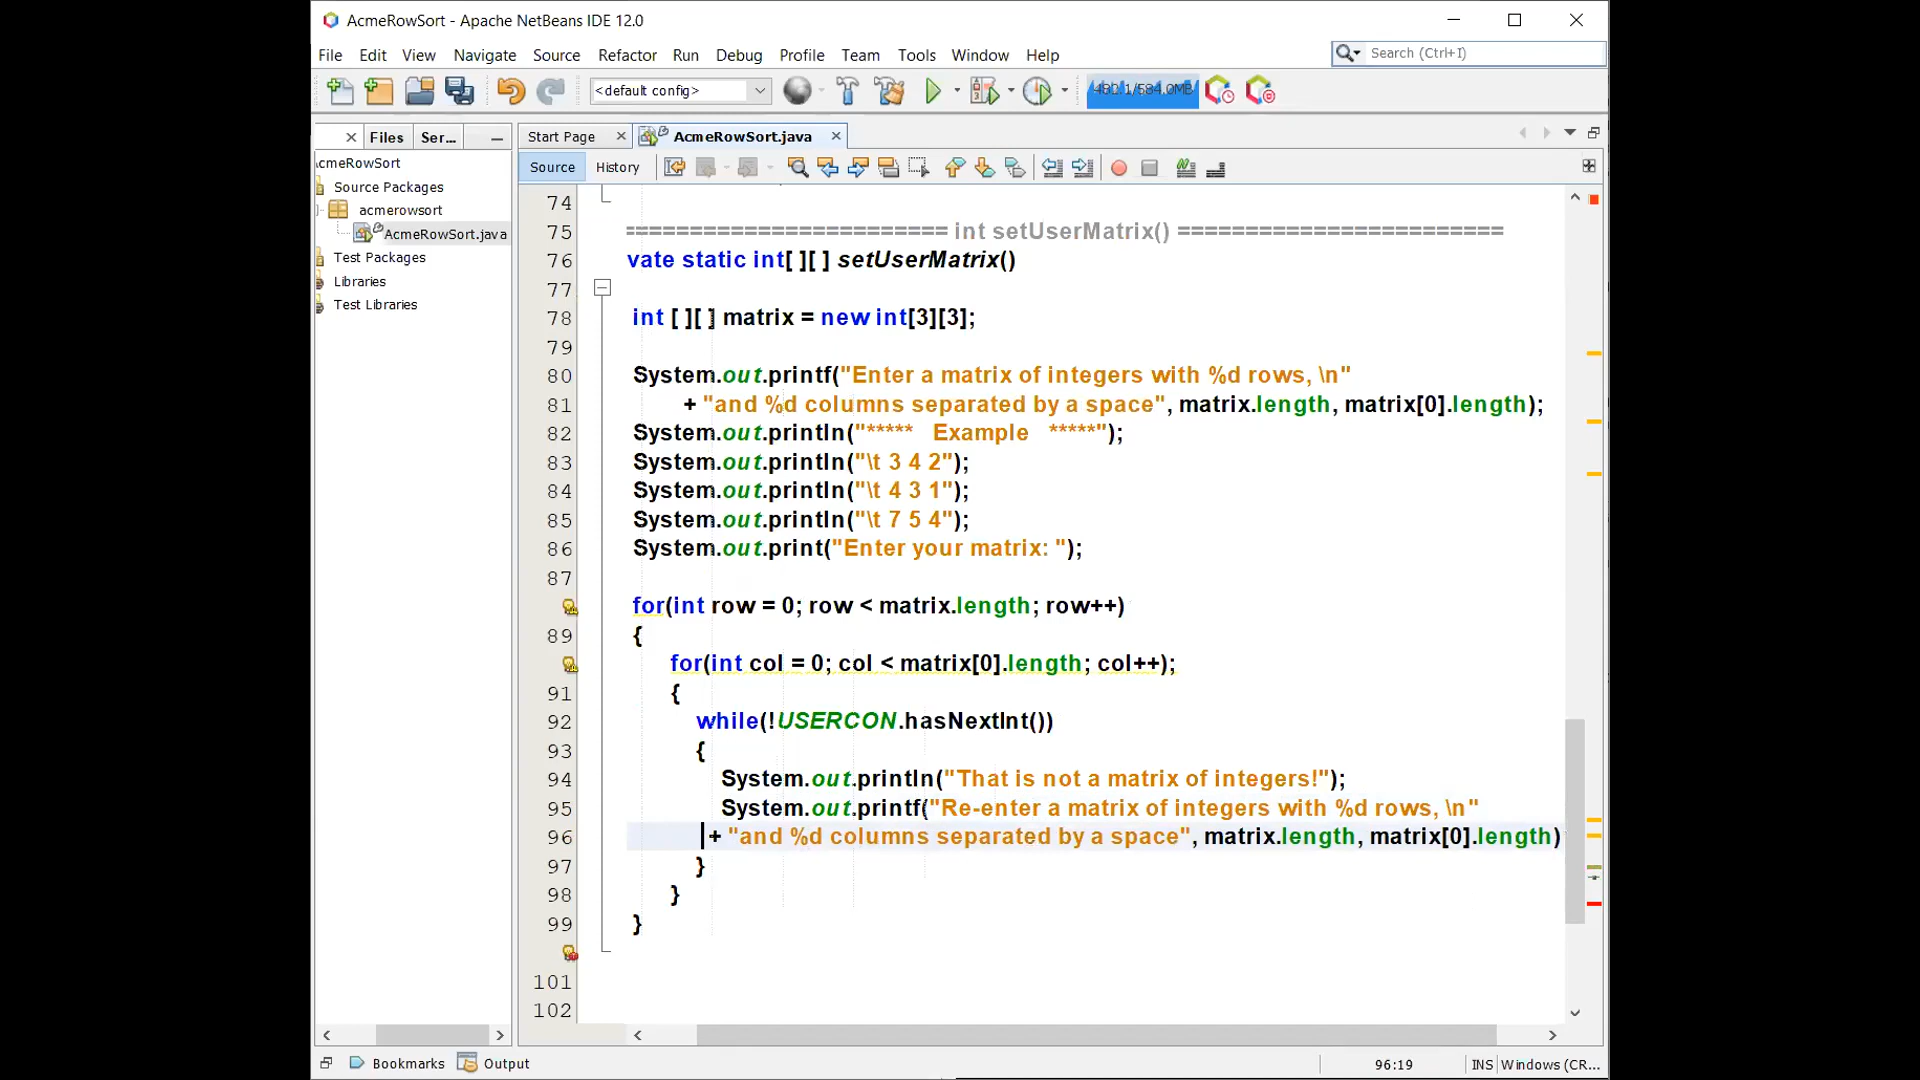 AcmeRowSort - Apache NetBeans IDE 12.0
File Edit View Navigate Source Refactor Run Debug Profile Team Tools Window Help
Search (Ctrl+I)
<default config>
Files Ser...
Start Page AcmeRowSort.java
Source History
cmeRowSort
Source Packages
acmerowsort
AcmeRowSort.java
Test Packages
Libraries
Test Libraries
74
75 ========================= int setUserMatrix() =========================
76 vate static int[ ][ ] setUserMatrix()
77
78 int [ ][ ] matrix = new int[3][3];
79
80 System.out.printf("Enter a matrix of integers with %d rows, \n"
81 + "and %d columns separated by a space", matrix.length, matrix[0].length);
82 System.out.println("***** Example *****");
83 System.out.println("\t 3 4 2");
84 System.out.println("\t 4 3 1");
85 System.out.println("\t 7 5 4");
86 System.out.print("Enter your matrix: ");
87
for(int row = 0; row < matrix.length; row++)
89 {
for(int col = 0; col < matrix[0].length; col++);
91 {
92 while(!USERCON.hasNextInt())
93 {
94 System.out.println("That is not a matrix of integers!");
95 System.out.printf("Re-enter a matrix of integers with %d rows, \n"
96 + "and %d columns separated by a space", matrix.length, matrix[0].length)
97 }
98 }
99 }
101
102
Bookmarks Output
96:19 INS Windows (CR...